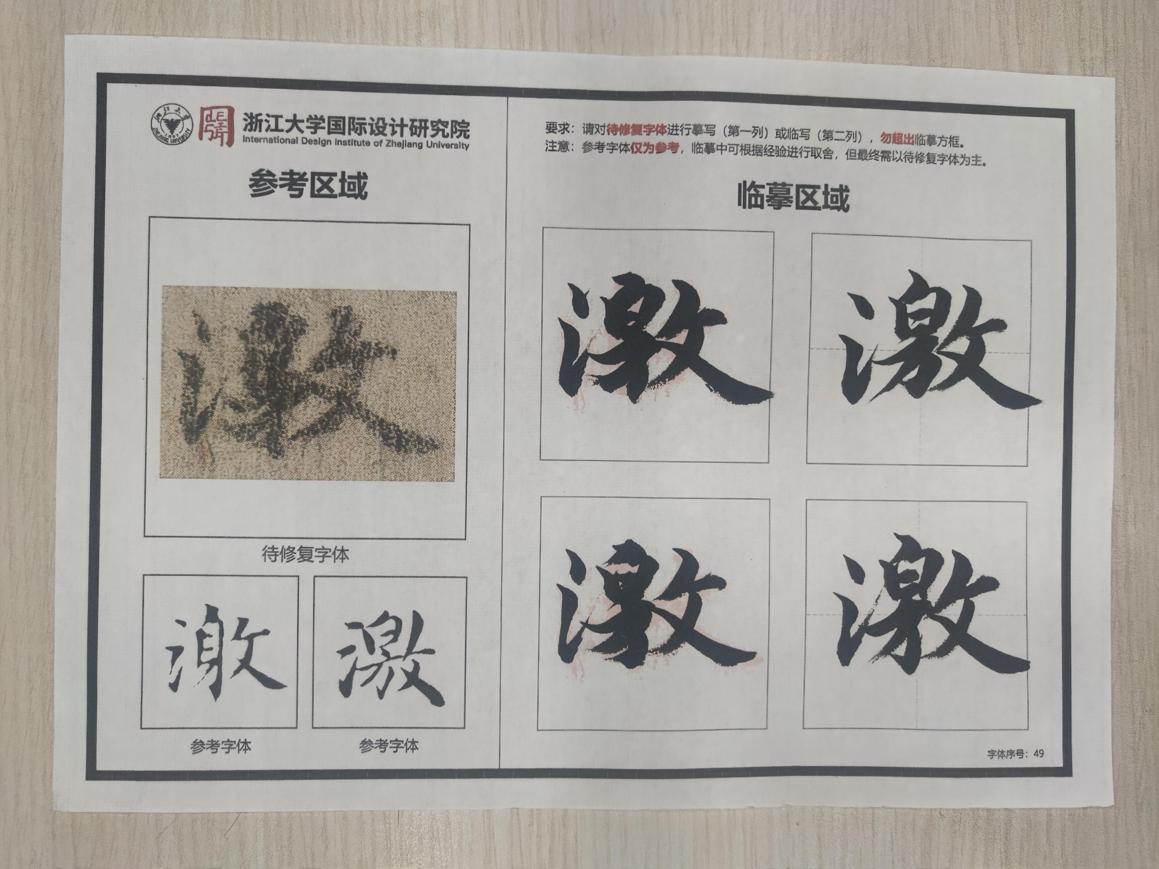 浙江大学国际设计研究院
International Design Institute of Zhejiang University
参考区域
激
待修复字体
激
激
参考字体
参考字体
要求：请对待修复字体进行摹写（第一列）或临写（第二列），勿超出临摹方框。
注意：参考字体仅为参考，临摹中可根据经验进行取舍，但最终需以待修复字体为主。
临摹区域
激
激
激
激
字体序号：49